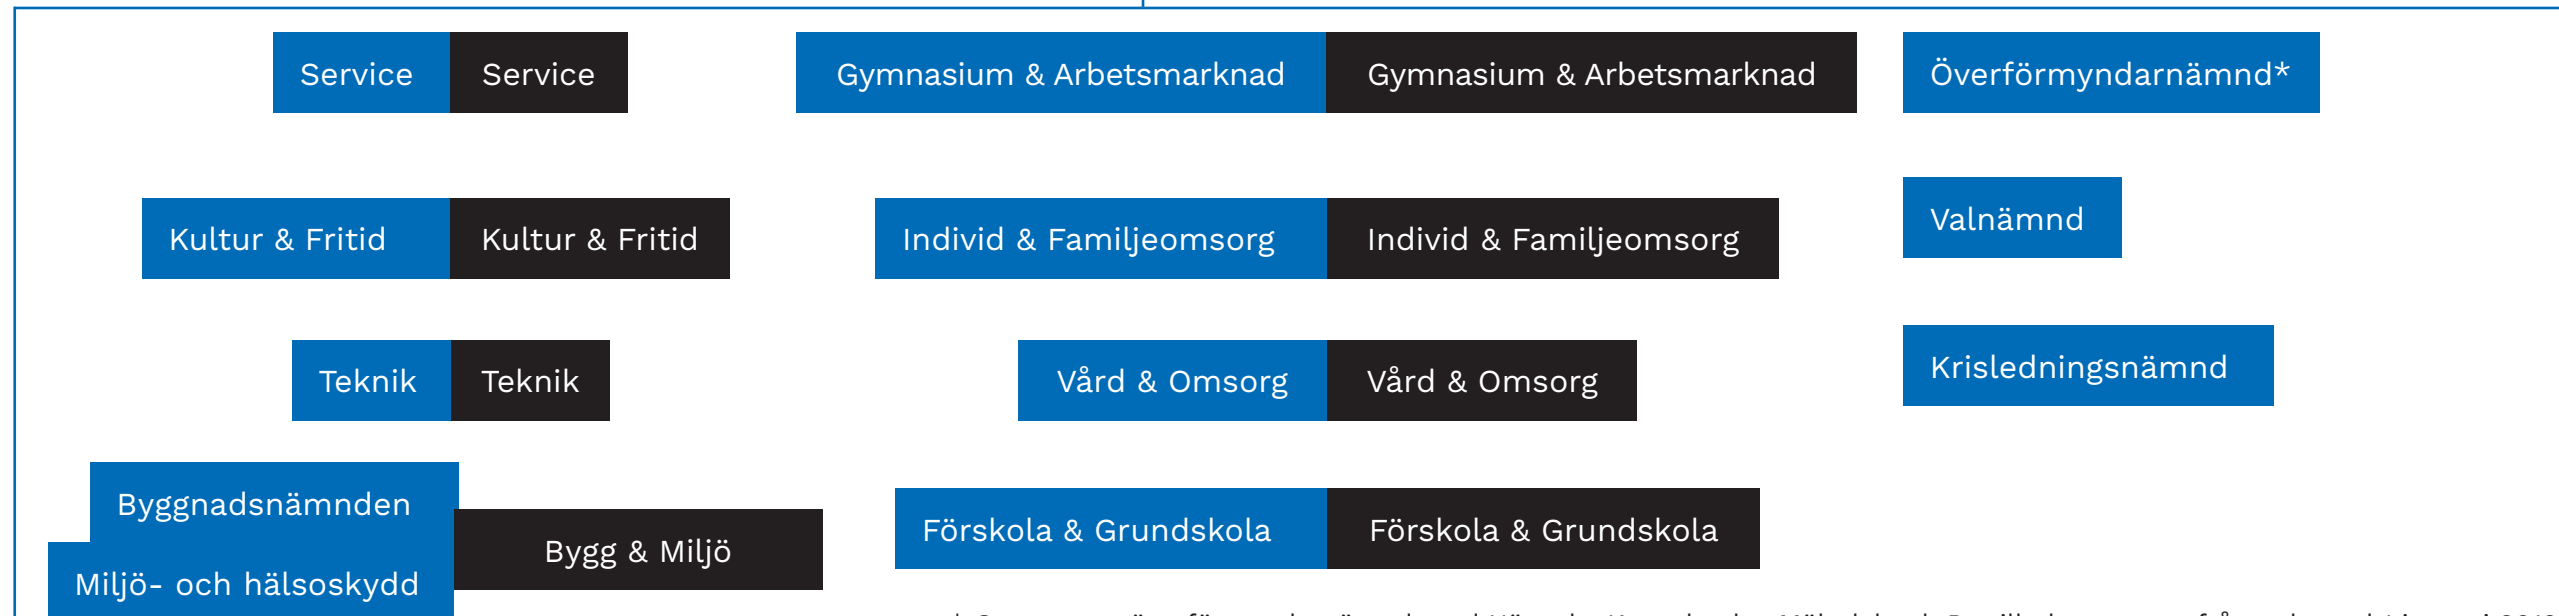 Service Service
Gymnasium & Arbetsmarknad Gymnasium & Arbetsmarknad
Överförmyndarnämnd*
Kultur & Fritid Kultur & Fritid
Individ & Familjeomsorg Individ & Familjeomsorg
Valnämnd
Teknik Teknik
Vård & Omsorg Vård & Omsorg
Krisledningsnämnd
Byggnadsnämnden
Miljö- och hälsoskydd
Bygg & Miljö
Förskola & Grundskola Förskola & Grundskola